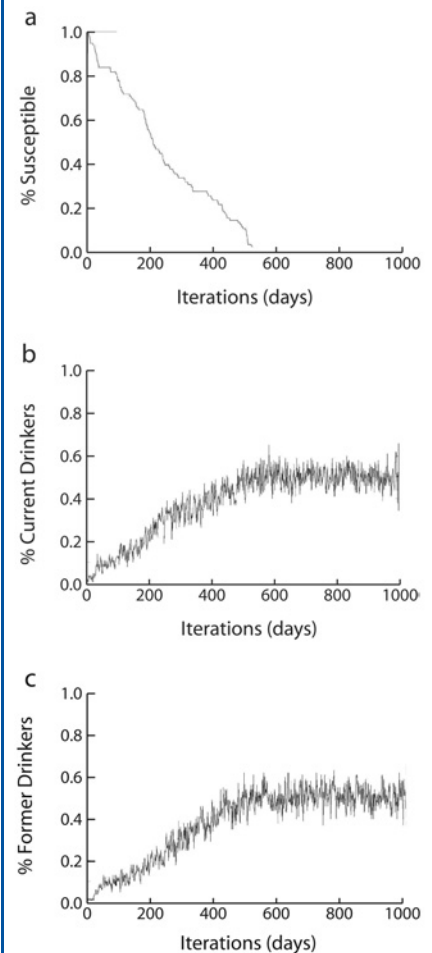 a
1.0
0.8
0.6
0.4
0.2
0.0
% Susceptible
0 200 400 600 800 1000
Iterations (days)
b
1.0
0.8
0.6
0.4
0.2
0.0
% Current Drinkers
0 200 400 600 800 1000
Iterations (days)
c
1.0
0.8
0.6
0.4
0.2
0.0
% Former Drinkers
0 200 400 600 800 1000
Iterations (days)